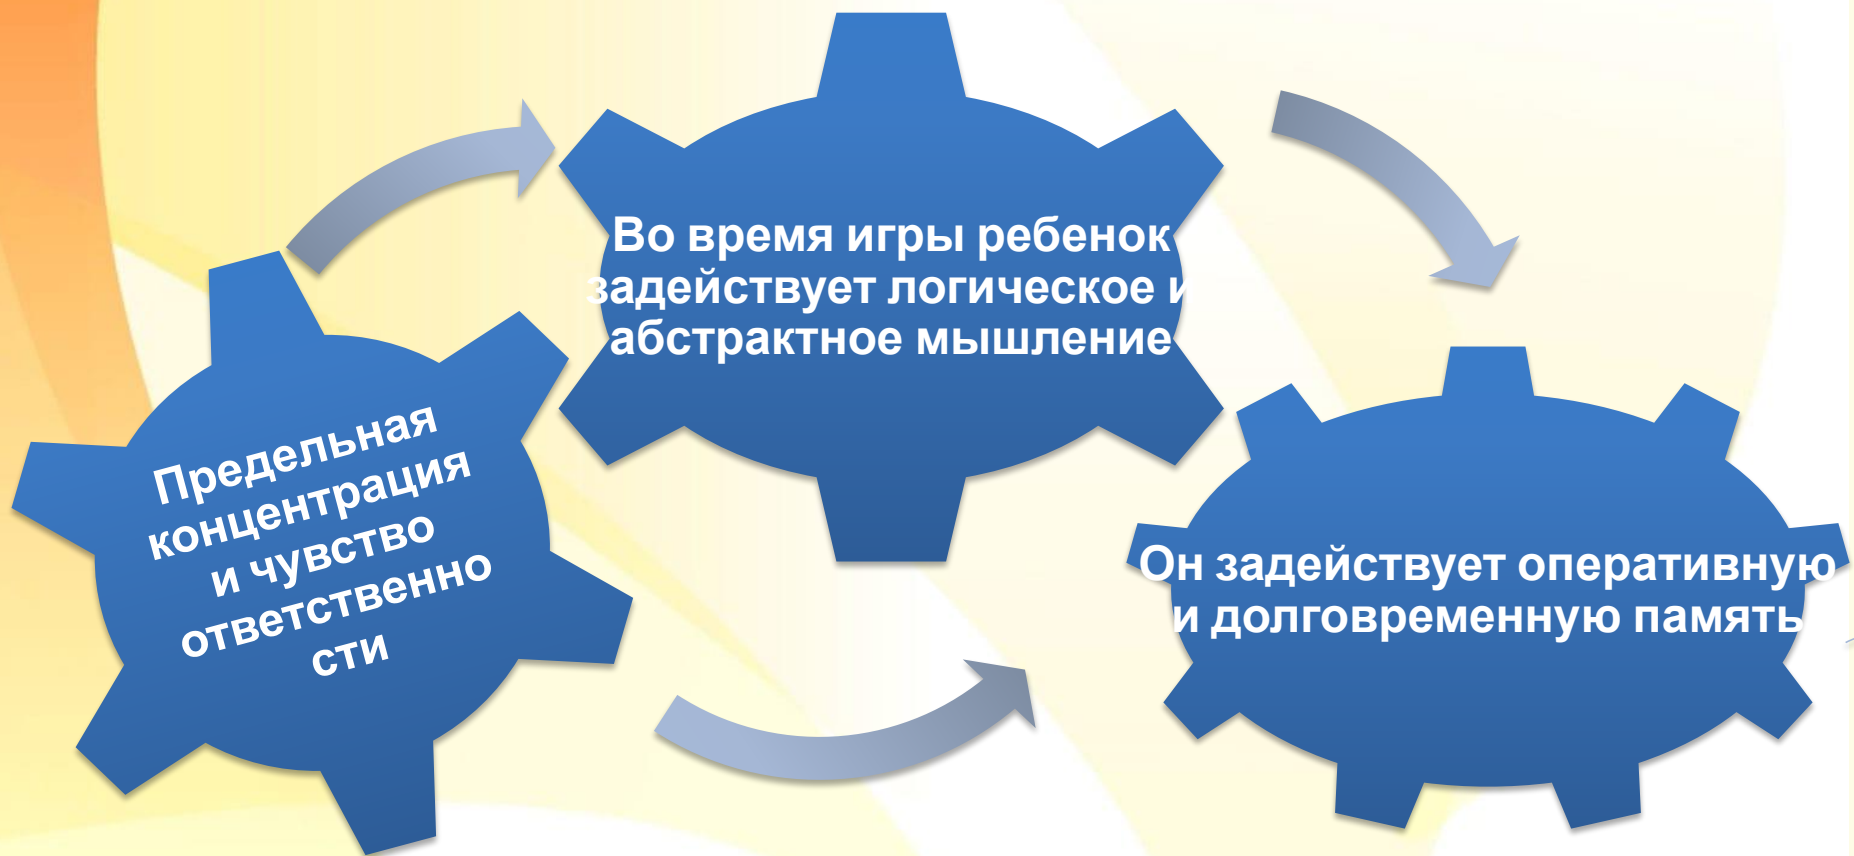 Предельная
концентрация
и чувство
ответственно
сти
Во время игры ребенок
задействует логическое и
абстрактное мышление
Он задействует оперативную
и долговременную память